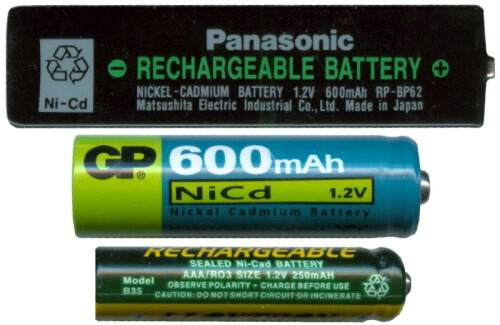 Panasonic
RECHARGEABLE BATTERY
Ni-Cd
NICKEL-CADMIUM BATTERY 1.2V 600mAh RP-BP62
Matsushita Electric Industrial Co., Ltd. Made in Japan
GP® 600mAh
NiCd 1.2V
Nickel Cadmium Battery
RECHARGEABLE
SEALED Ni-Cad BATTERY
AAA/RO3 SIZE 1.2V 250mAH
Model
B35
OBSERVE POLARITY • CHARGE BEFORE USE
CAUTION: DO NOT SHORT CIRCUIT OR INCINERATE